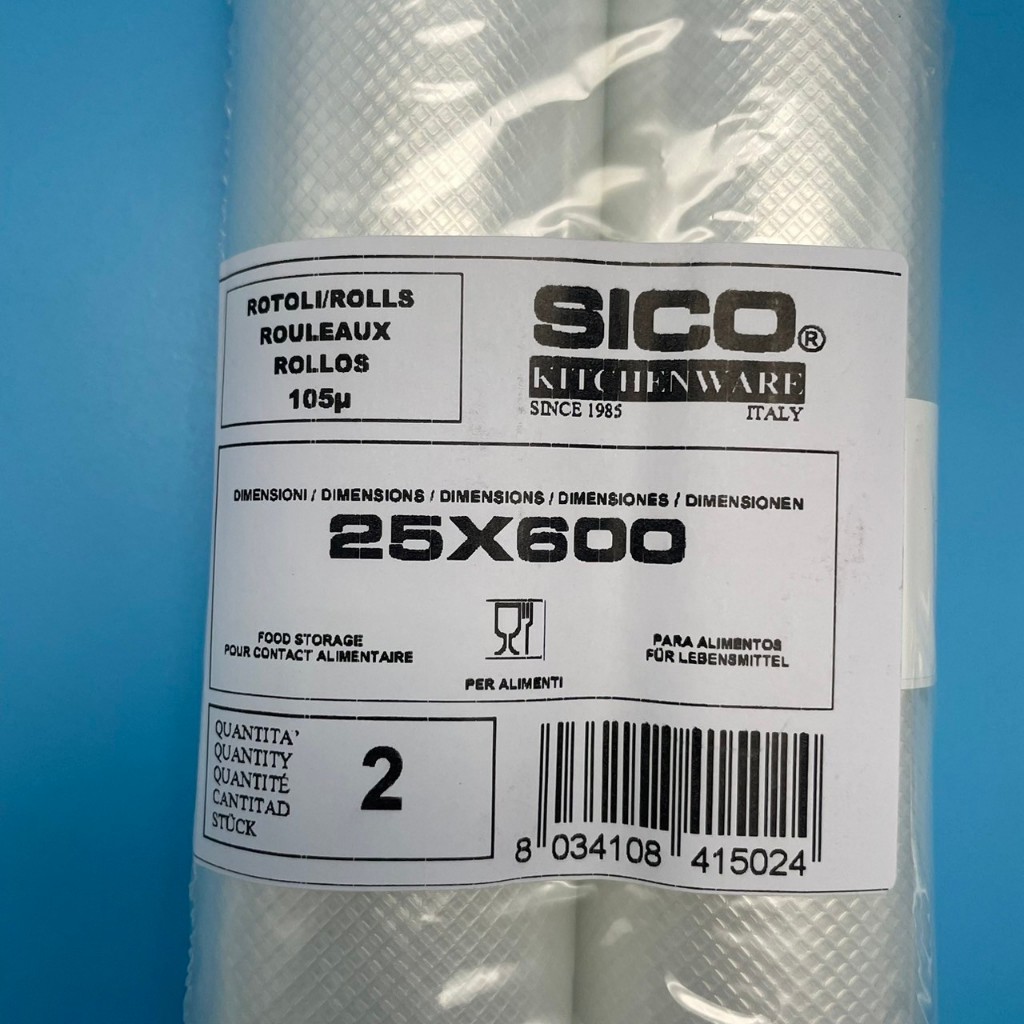 ROTOLI/ROLLS
ROULEAUX
ROLLOS
105µ
SICO®
KITCHENWARE
SINCE 1985 ITALY
DIMENSIONI / DIMENSIONS / DIMENSIONS / DIMENSIONES / DIMENSIONEN
25X600
FOOD STORAGE
POUR CONTACT ALIMENTAIRE
PARA ALIMENTOS
FÜR LEBENSMITTEL
PER ALIMENTI
QUANTITA'
QUANTITY
QUANTITÉ
CANTITAD
STÜCK
2
8 034108 415024